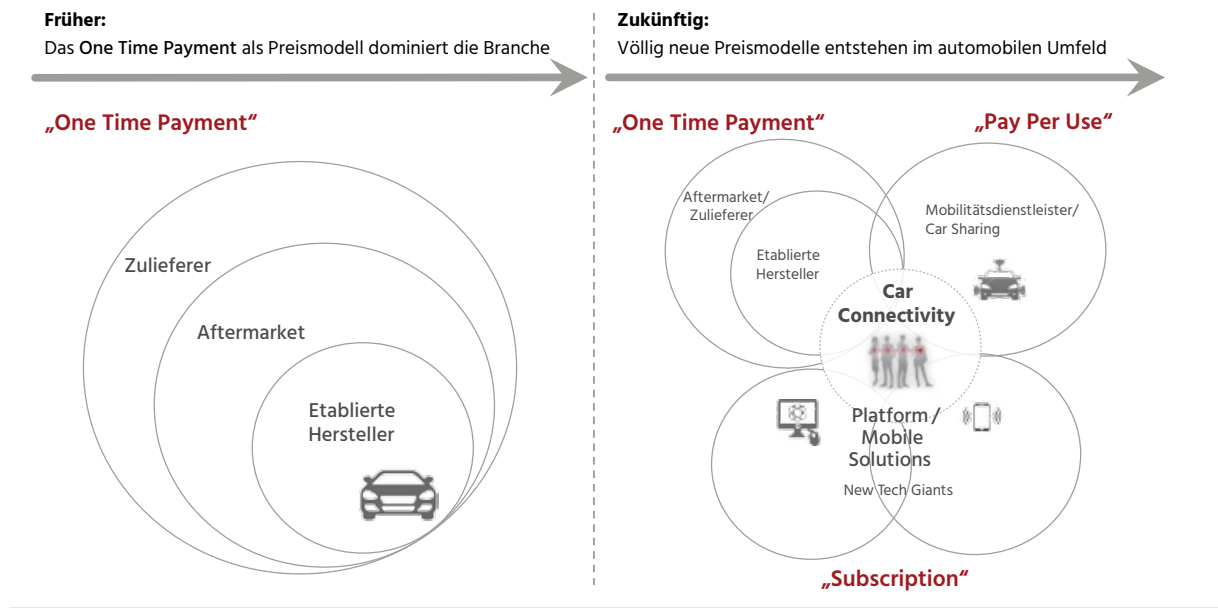 Früher:
Das One Time Payment als Preismodell dominiert die Branche
„One Time Payment“
Zulieferer
Aftermarket
Etablierte
Hersteller
Zukünftig:
Völlig neue Preismodelle entstehen im automobilen Umfeld
„One Time Payment“
„Pay Per Use“
Aftermarket/
Zulieferer
Etablierte
Hersteller
Mobilitätsdienstleister/
Car Sharing
Car
Connectivity
Platform /
Mobile
Solutions
New Tech Giants
„Subscription“